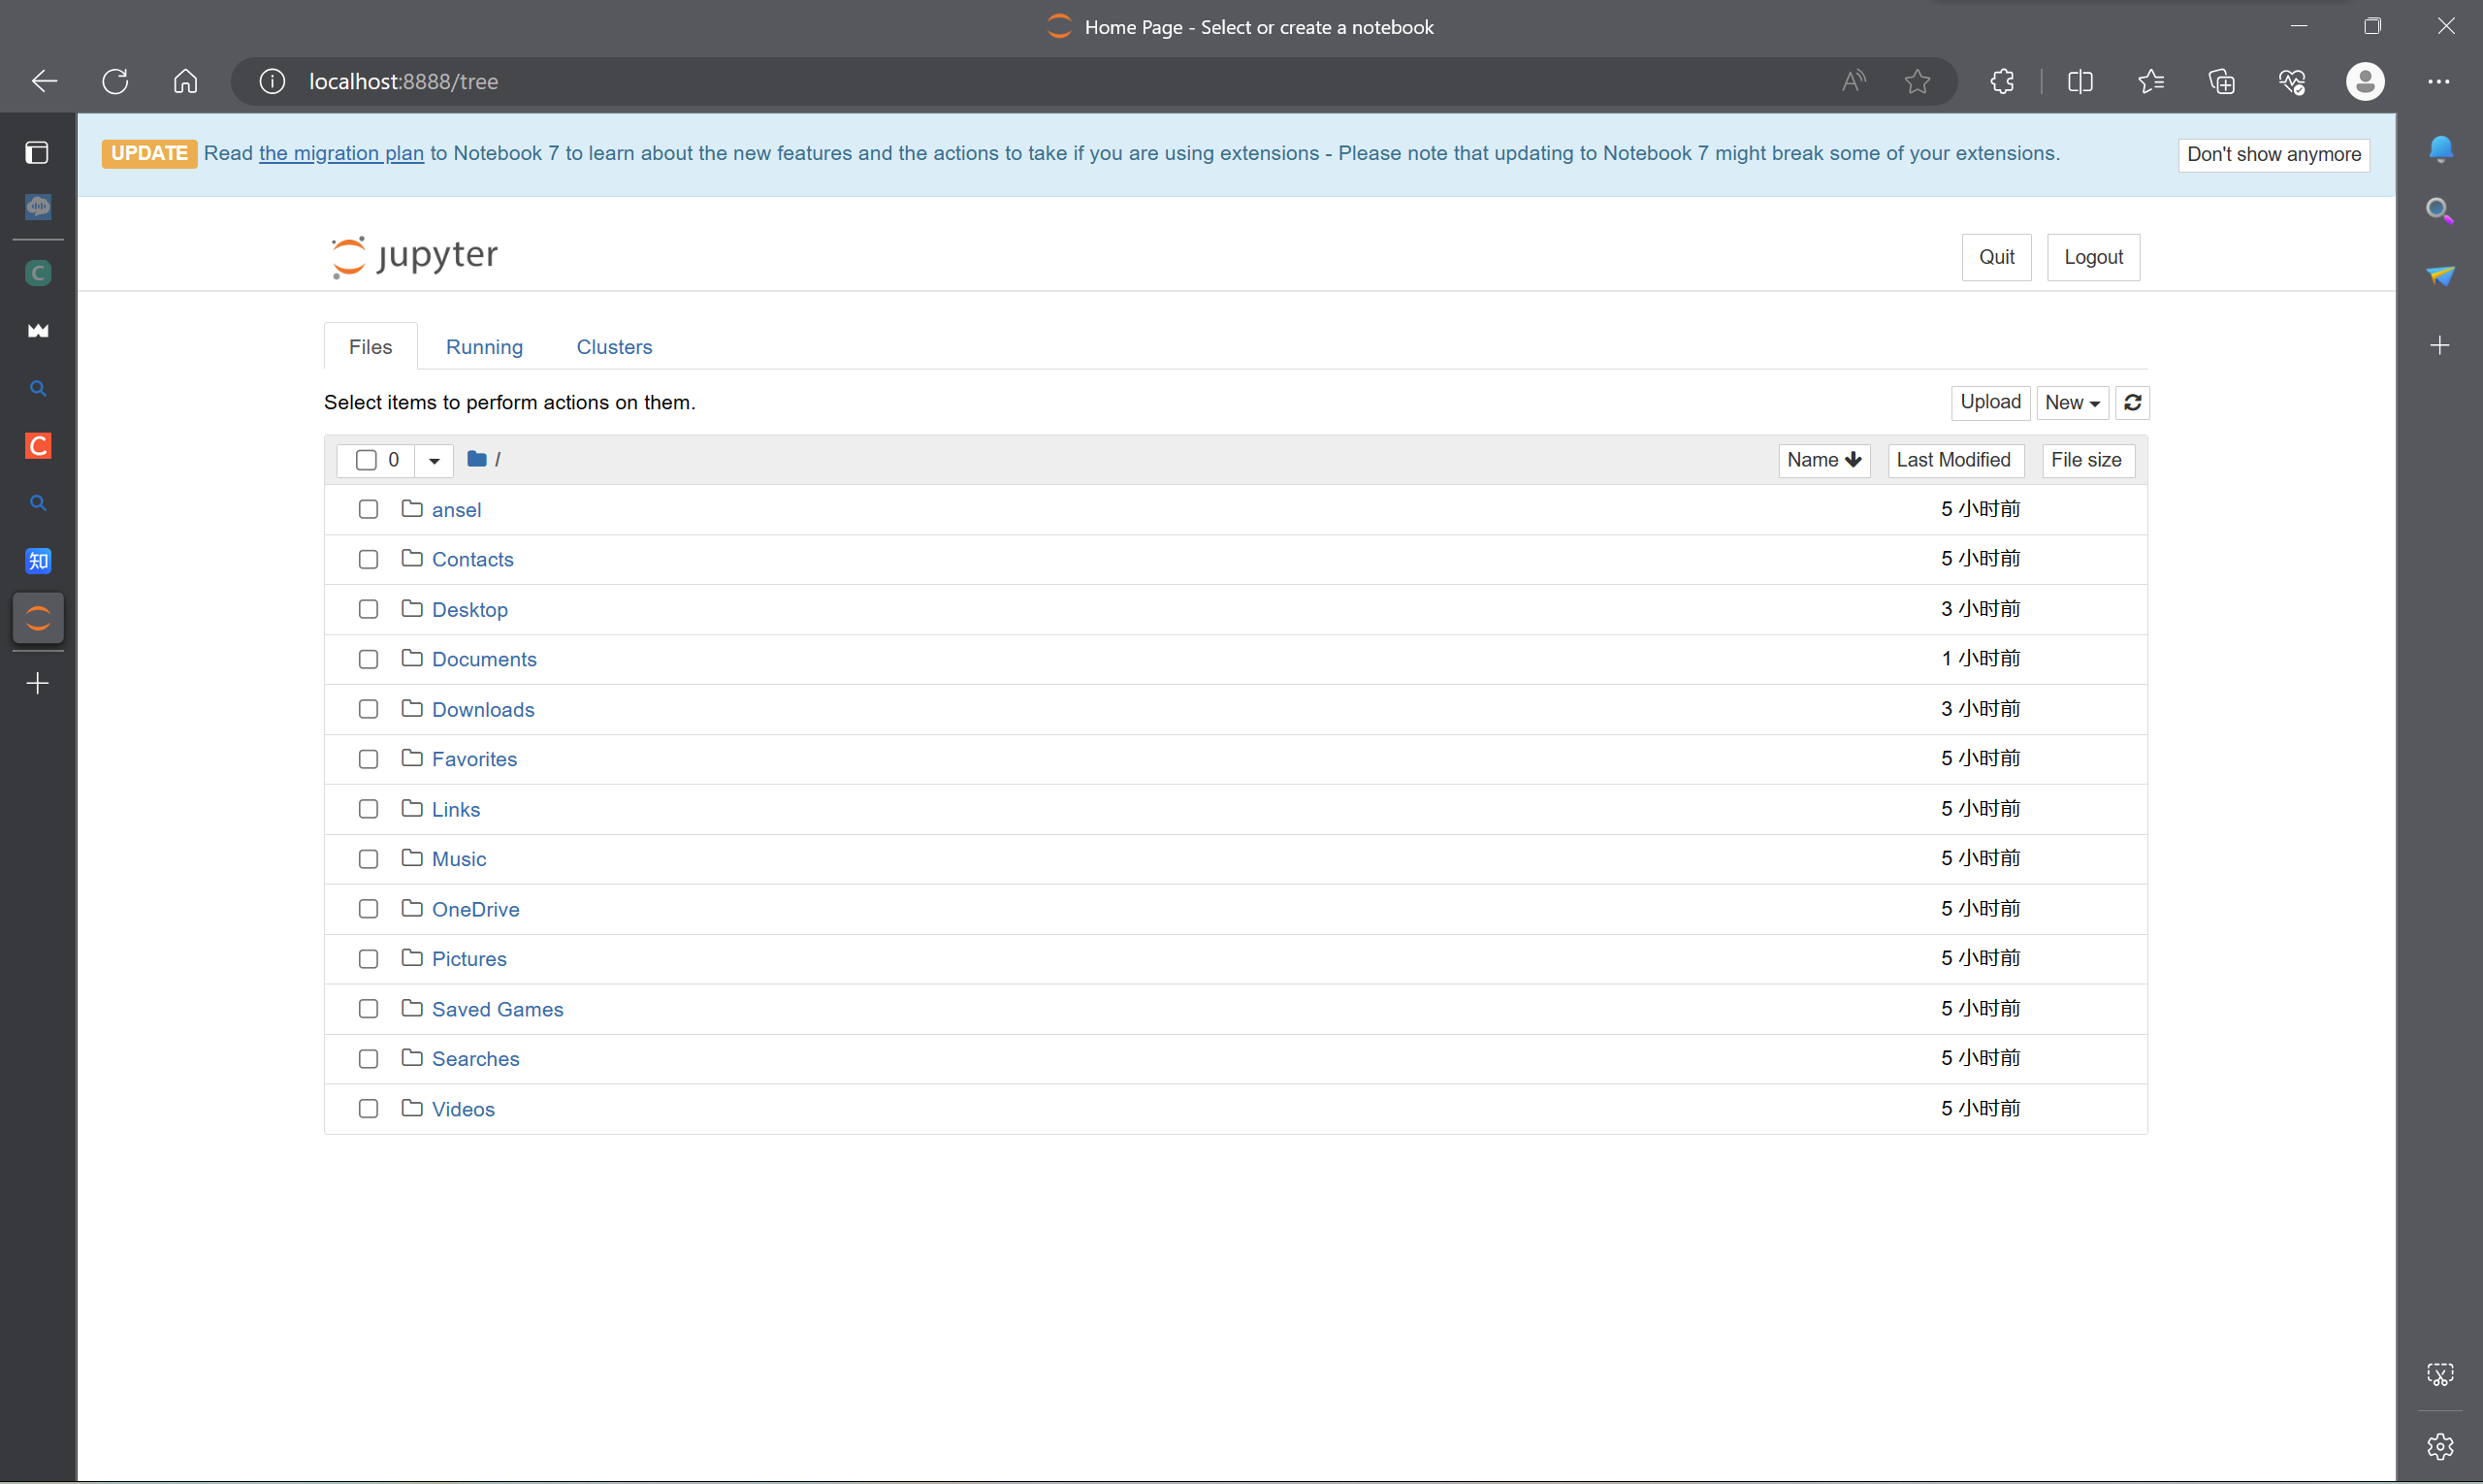 Home Page - Select or create a notebook
localhost:8888/tree
UPDATE Read the migration plan to Notebook 7 to learn about the new features and the actions to take if you are using extensions - Please note that updating to Notebook 7 might break some of your extensions. Don't show anymore
jupyter Quit Logout
Files Running Clusters
Select items to perform actions on them. Upload New
0 / Name Last Modified File size
ansel 5 小时前
Contacts 5 小时前
Desktop 3 小时前
Documents 1 小时前
Downloads 3 小时前
Favorites 5 小时前
Links 5 小时前
Music 5 小时前
OneDrive 5 小时前
Pictures 5 小时前
Saved Games 5 小时前
Searches 5 小时前
Videos 5 小时前
C
C
知